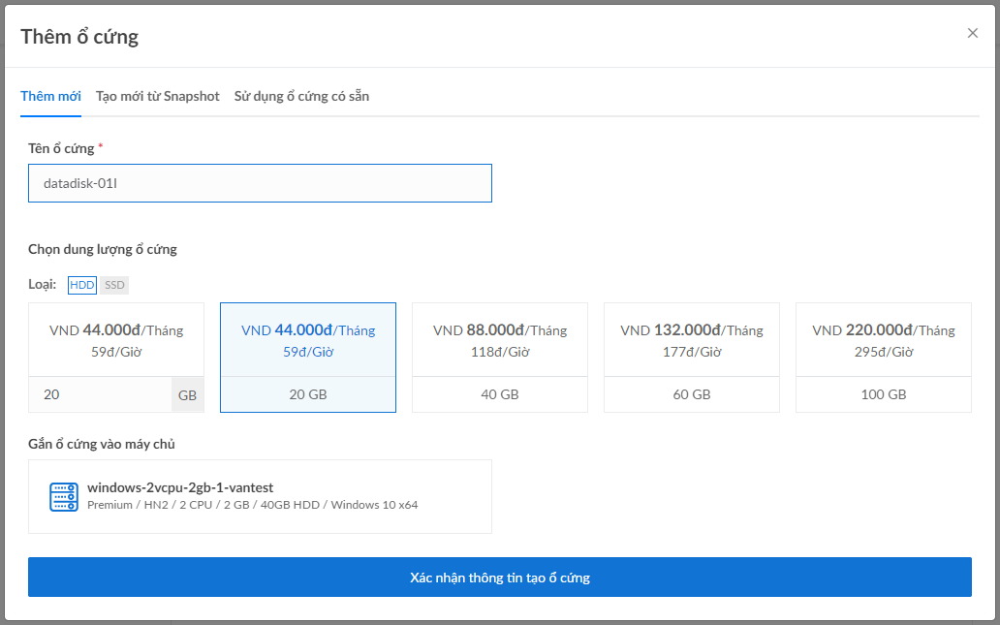 Thêm ổ cứng
Thêm mới Tạo mới từ Snapshot Sử dụng ổ cứng có sẵn
Tên ổ cứng *
datadisk-01
Chọn dung lượng ổ cứng
Loại: HDD SSD
VND 44.000đ/Tháng
59đ/Giờ
20 GB
VND 44.000đ/Tháng
59đ/Giờ
20 GB
VND 88.000đ/Tháng
118đ/Giờ
40 GB
VND 132.000đ/Tháng
177đ/Giờ
60 GB
VND 220.000đ/Tháng
295đ/Giờ
100 GB
Gắn ổ cứng vào máy chủ
windows-2vcpu-2gb-1-vantest
Premium / HN2 / 2 CPU / 2 GB / 40GB HDD / Windows 10 x64
Xác nhận thông tin tạo ổ cứng